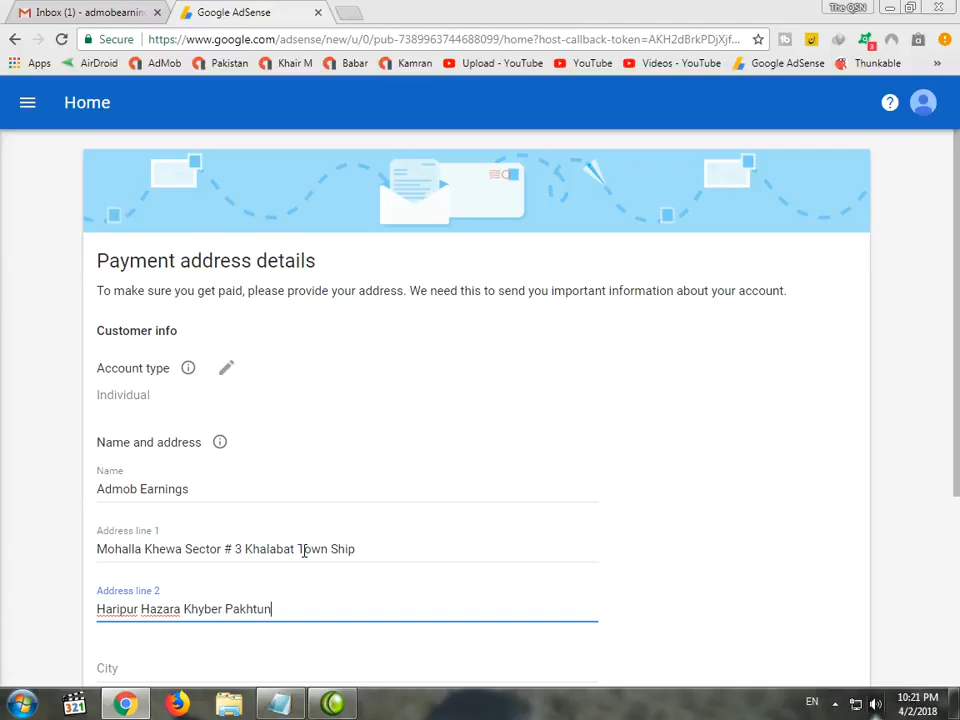 Inbox (1) - admobearnin
Google AdSense
The QSN
Secure
https://www.google.com/adsense/new/u/0/pub-7389963744688099/home?host-callback-token=AKH2dBrkPDjXjf...
Apps
AirDroid
AdMob
Pakistan
Khair M
Babar
Kamran
Upload - YouTube
YouTube
Videos - YouTube
Google AdSense
Thunkable
»
Home
Payment address details
To make sure you get paid, please provide your address. We need this to send you important information about your account.
Customer info
Account type
Individual
Name and address
Name
Admob Earnings
Address line 1
Mohalla Khewa Sector # 3 Khalabat Town Ship
Address line 2
Haripur Hazara Khyber Pakhtun
City
321
EN
10:21 PM
4/2/2018